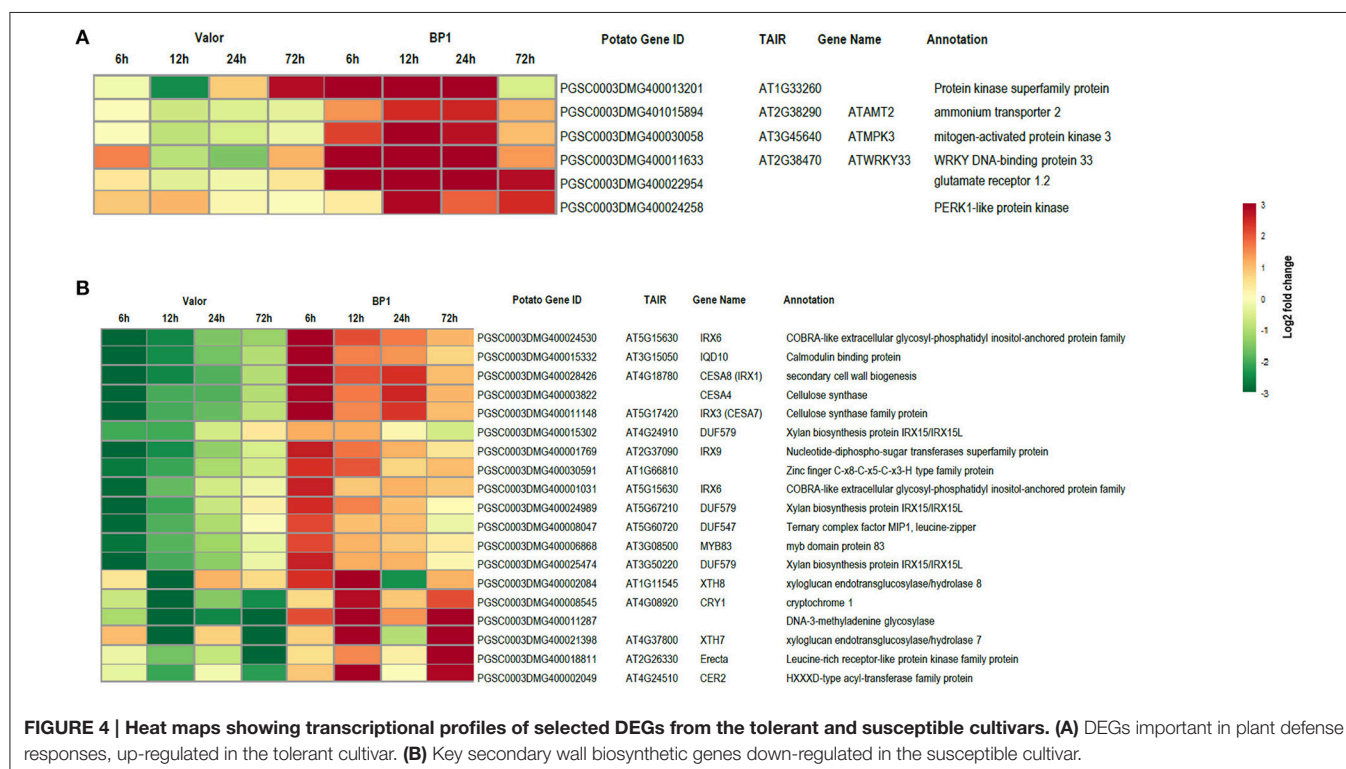 A
Valor BP1 Potato Gene ID TAIR Gene Name Annotation
6h 12h 24h 72h 6h 12h 24h 72h
PGSC0003DMG400013201 AT1G33260 Protein kinase superfamily protein
PGSC0003DMG401015894 AT2G38290 ATAMT2 ammonium transporter 2
PGSC0003DMG400030058 AT3G45640 ATMPK3 mitogen-activated protein kinase 3
PGSC0003DMG400011633 AT2G38470 ATWRKY33 WRKY DNA-binding protein 33
PGSC0003DMG400022954 glutamate receptor 1.2
PGSC0003DMG400024258 PERK1-like protein kinase
3
2
1
0
-1
-2
-3
Log2 fold change
B
Valor BP1 Potato Gene ID TAIR Gene Name Annotation
6h 12h 24h 72h 6h 12h 24h 72h
PGSC0003DMG400024530 AT5G15630 IRX6 COBRA-like extracellular glycosyl-phosphatidyl inositol-anchored protein family
PGSC0003DMG400015332 AT3G15050 IQD10 Calmodulin binding protein
PGSC0003DMG400028426 AT4G18780 CESA8 (IRX1) secondary cell wall biogenesis
PGSC0003DMG400003822 CESA4 Cellulose synthase
PGSC0003DMG400011148 AT5G17420 IRX3 (CESA7) Cellulose synthase family protein
PGSC0003DMG400015302 AT4G24910 DUF579 Xylan biosynthesis protein IRX15/IRX15L
PGSC0003DMG400001769 AT2G37090 IRX9 Nucleotide-diphospho-sugar transferases superfamily protein
PGSC0003DMG400030591 AT1G66810 Zinc finger C-x8-C-x5-C-x3-H type family protein
PGSC0003DMG400001031 AT5G15630 IRX6 COBRA-like extracellular glycosyl-phosphatidyl inositol-anchored protein family
PGSC0003DMG400024989 AT5G67210 DUF579 Xylan biosynthesis protein IRX15/IRX15L
PGSC0003DMG400008047 AT5G60720 DUF547 Ternary complex factor MIP1, leucine-zipper
PGSC0003DMG400006868 AT3G08500 MYB83 myb domain protein 83
PGSC0003DMG400025474 AT3G50220 DUF579 Xylan biosynthesis protein IRX15/IRX15L
PGSC0003DMG400002084 AT1G11545 XTH8 xyloglucan endotransglucosylase/hydrolase 8
PGSC0003DMG400008545 AT4G08920 CRY1 cryptochrome 1
PGSC0003DMG400011287 DNA-3-methyladenine glycosylase
PGSC0003DMG400021398 AT4G37800 XTH7 xyloglucan endotransglucosylase/hydrolase 7
PGSC0003DMG400018811 AT2G26330 Erecta Leucine-rich receptor-like protein kinase family protein
PGSC0003DMG400002049 AT4G24510 CER2 HXXXD-type acyl-transferase family protein
FIGURE 4 | Heat maps showing transcriptional profiles of selected DEGs from the tolerant and susceptible cultivars. (A) DEGs important in plant defense
responses, up-regulated in the tolerant cultivar. (B) Key secondary wall biosynthetic genes down-regulated in the susceptible cultivar.